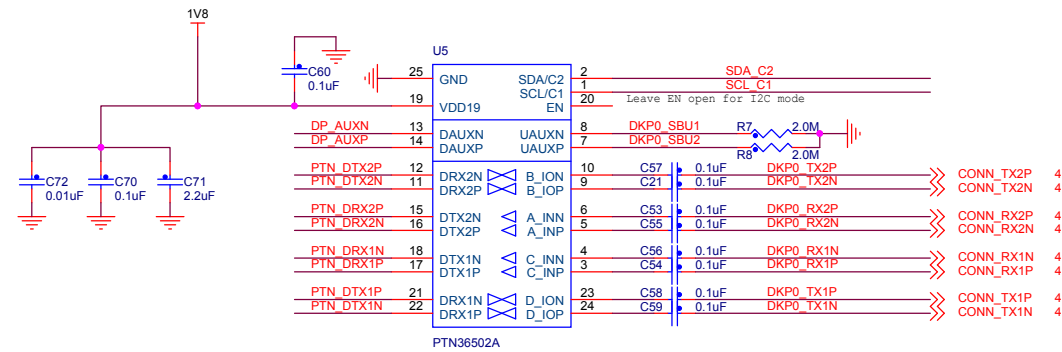 1V8
U5
C60
0.1uF
25 GND SDA/C2 2 SDA_C2
SCL/C1 1 SCL_C1
19 VDD19 EN 20 Leave EN open for I2C mode
DP_AUXN 13 DAUXN UAUXN 8 DKP0_SBU1 R7 2.0M
DP_AUXP 14 DAUXP UAUXP 7 DKP0_SBU2 R8 2.0M
C72 0.01uF
C70 0.1uF
C71 2.2uF
PTN_DTX2P 12 DRX2N B_ION 10 C57 0.1uF DKP0_TX2P CONN_TX2P 4
PTN_DTX2N 11 DRX2P B_IOP 9 C21 0.1uF DKP0_TX2N CONN_TX2N 4
PTN_DRX2P 15 DTX2N A_INN 6 C53 0.1uF DKP0_RX2P CONN_RX2P 4
PTN_DRX2N 16 DTX2P A_INP 5 C55 0.1uF DKP0_RX2N CONN_RX2N 4
PTN_DRX1N 18 DTX1N C_INN 4 C56 0.1uF DKP0_RX1N CONN_RX1N 4
PTN_DRX1P 17 DTX1P C_INP 3 C54 0.1uF DKP0_RX1P CONN_RX1P 4
PTN_DTX1P 21 DRX1N D_ION 23 C58 0.1uF DKP0_TX1P CONN_TX1P 4
PTN_DTX1N 22 DRX1P D_IOP 24 C59 0.1uF DKP0_TX1N CONN_TX1N 4
PTN36502A